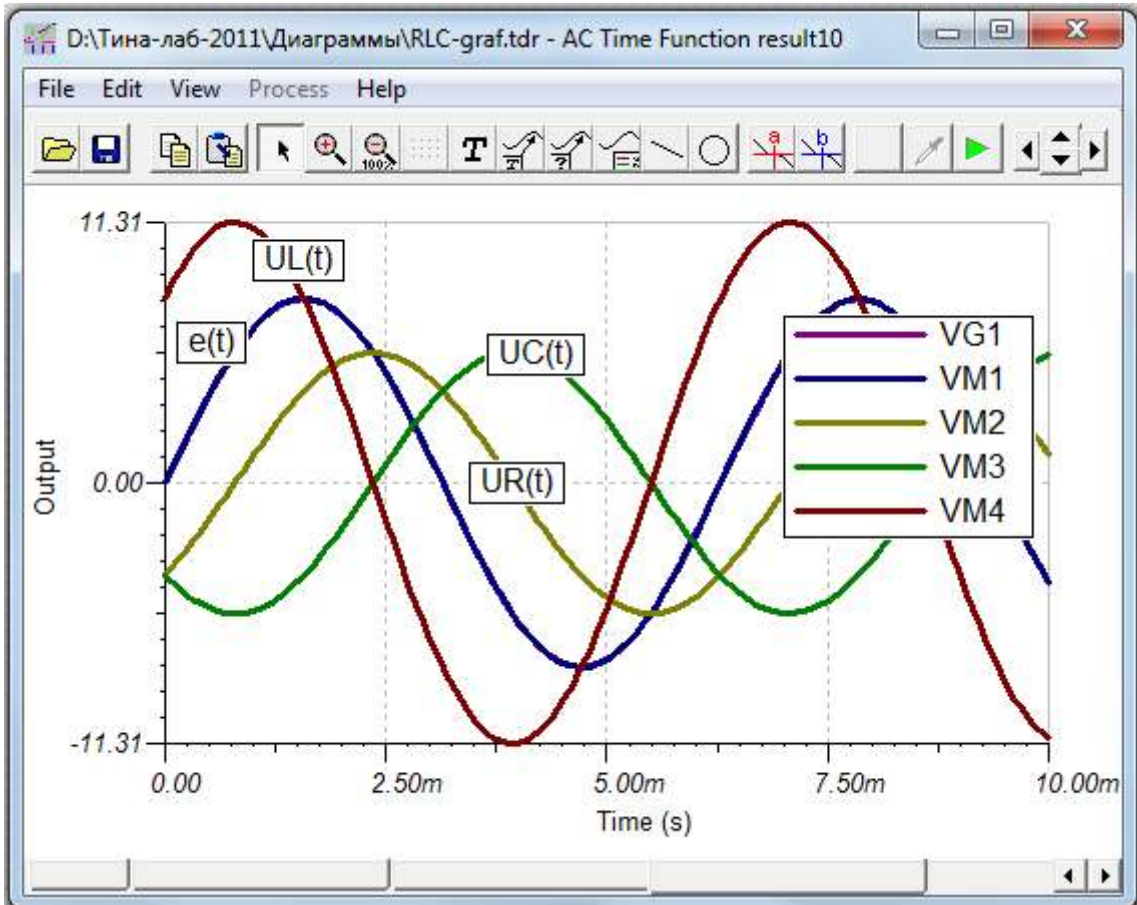 D:\Тина-лаб-2011\Диаграммы\RLC-graf.tdr - AC Time Function result10
File Edit View Process Help
100% T T ? a b
11.31
UL(t)
e(t)
UC(t)
VG1
VM1
VM2
VM3
VM4
Output
0.00
UR(t)
-11.31
0.00 2.50m 5.00m 7.50m 10.00m
Time (s)